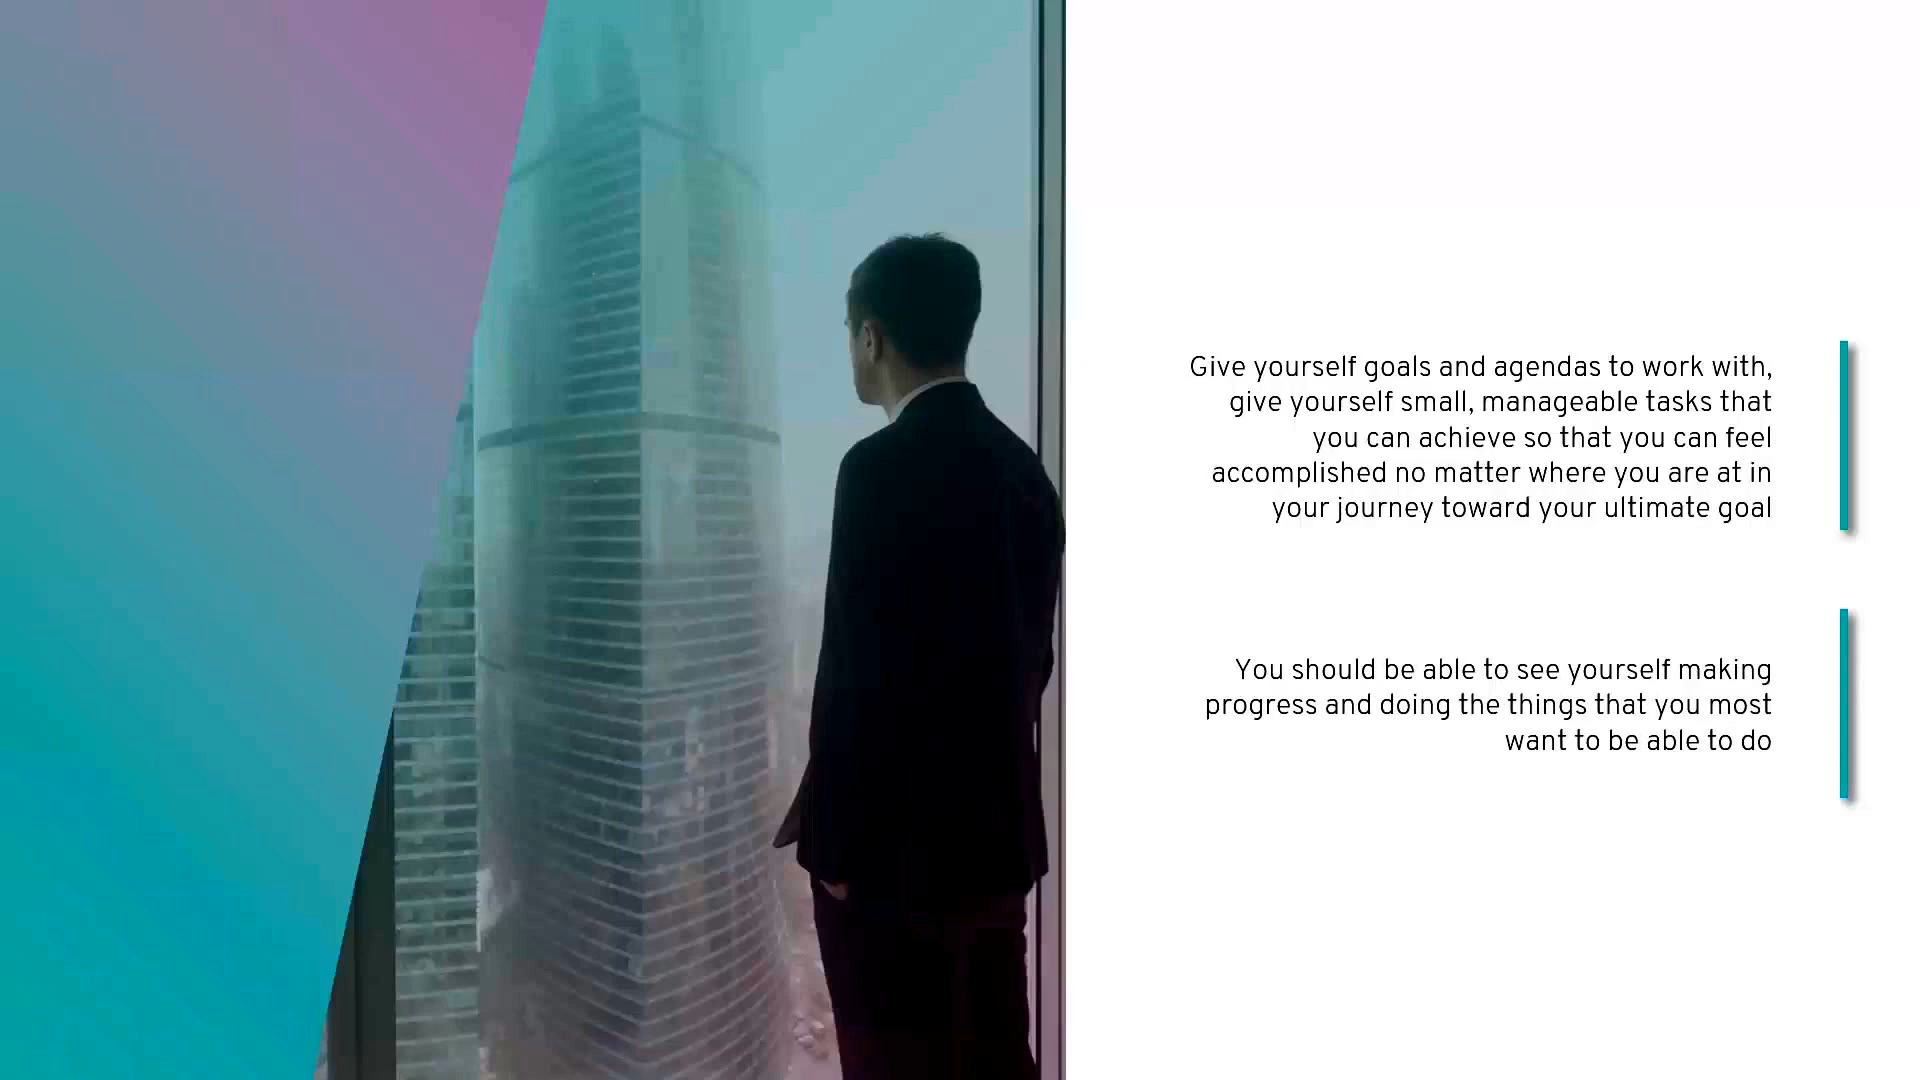 Give yourself goals and agendas to work with,
give yourself small, manageable tasks that
you can achieve so that you can feel
accomplished no matter where you are at in
your journey toward your ultimate goal
You should be able to see yourself making
progress and doing the things that you most
want to be able to do